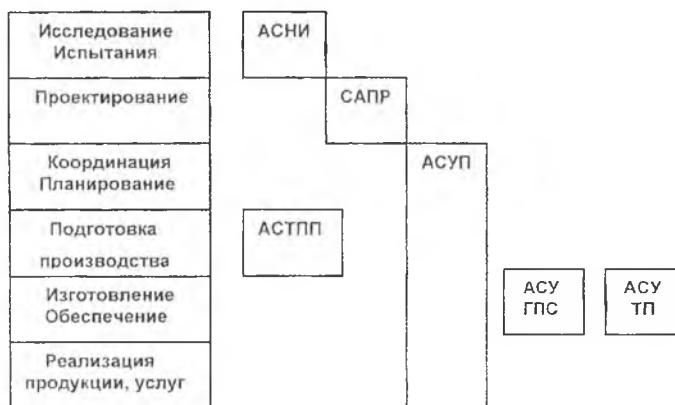 Исследование
Испытания
АСНИ
Проектирование
САПР
Координация
Планирование
АСУП
Подготовка
производства
АСТПП
Изготовление
Обеспечение
АСУ
ГПС
АСУ
ТП
Реализация
продукции, услуг